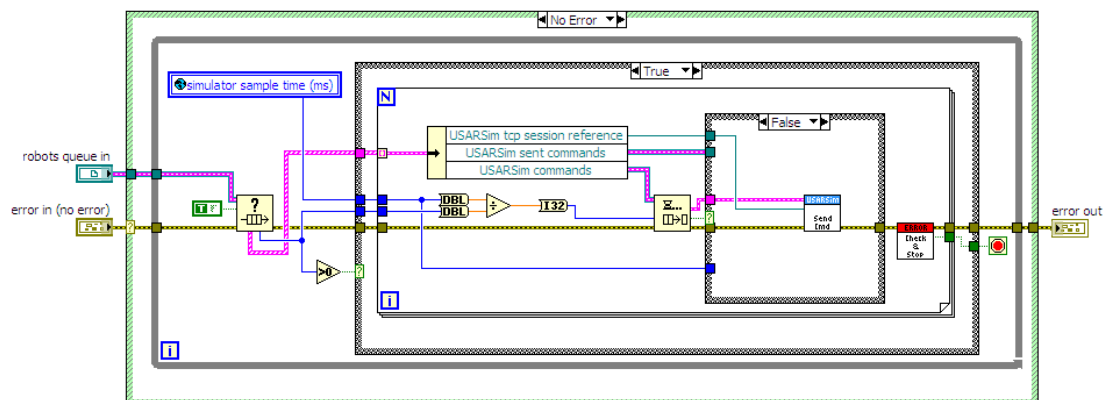 No Error
simulator sample time (ms)
True
N
USARSim tcp session reference
USARSim sent commands
USARSim commands
False
robots queue in
error in (no error)
T F
?
DBL
DBL
÷
I32
USARSim
Send
Cmd
ERROR
Check
&
Stop
error out
>0
?
?
?
i
i